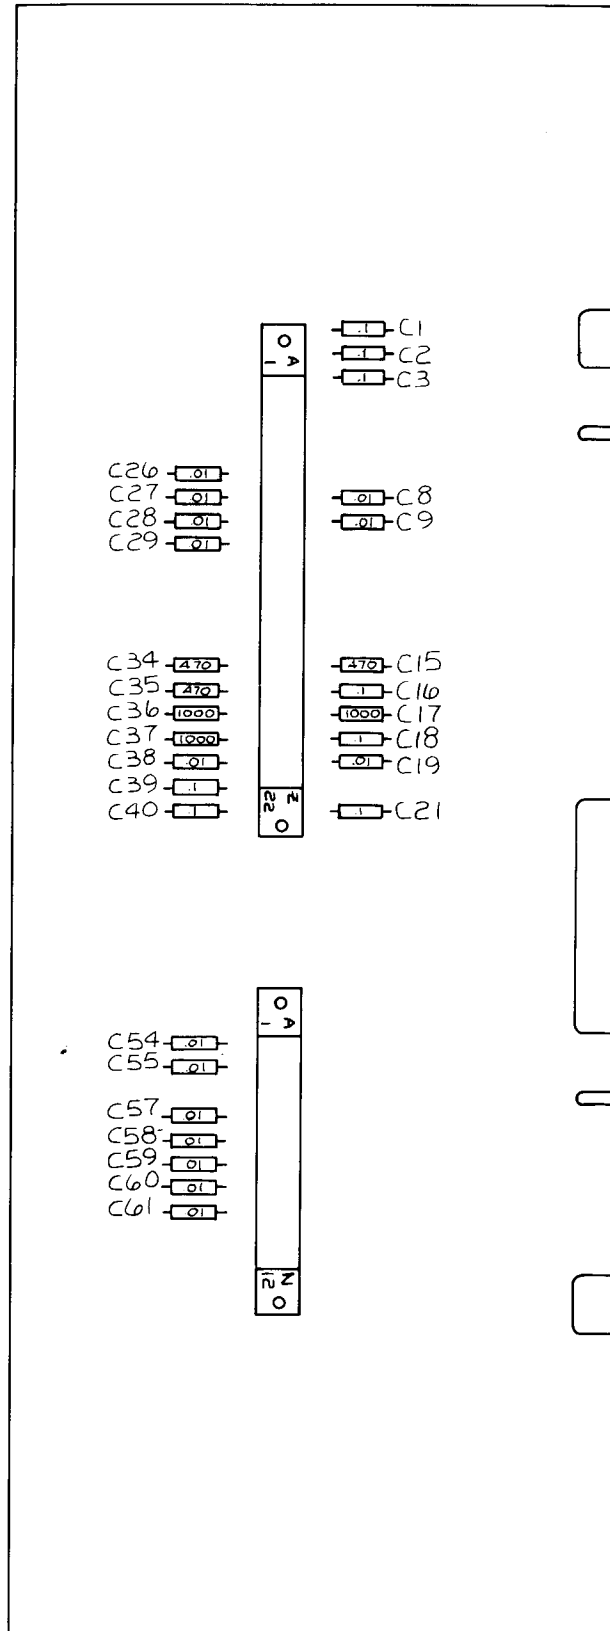 .1 C1
.1 C2
A
1
.1 C3
C26 .01
C27 .01
.01 C8
C28 .01
.01 C9
C29 .01
C34 470
470 C15
C35 470
.1 C16
C36 1000
1000 C17
C37 1000
.1 C18
C38 .01
.01 C19
C39 .1
Z
22
C40 .1
.1 C21
A
1
C54 .01
C55 .01
C57 .01
C58 .01
C59 .01
C60 .01
C61 .01
N
12